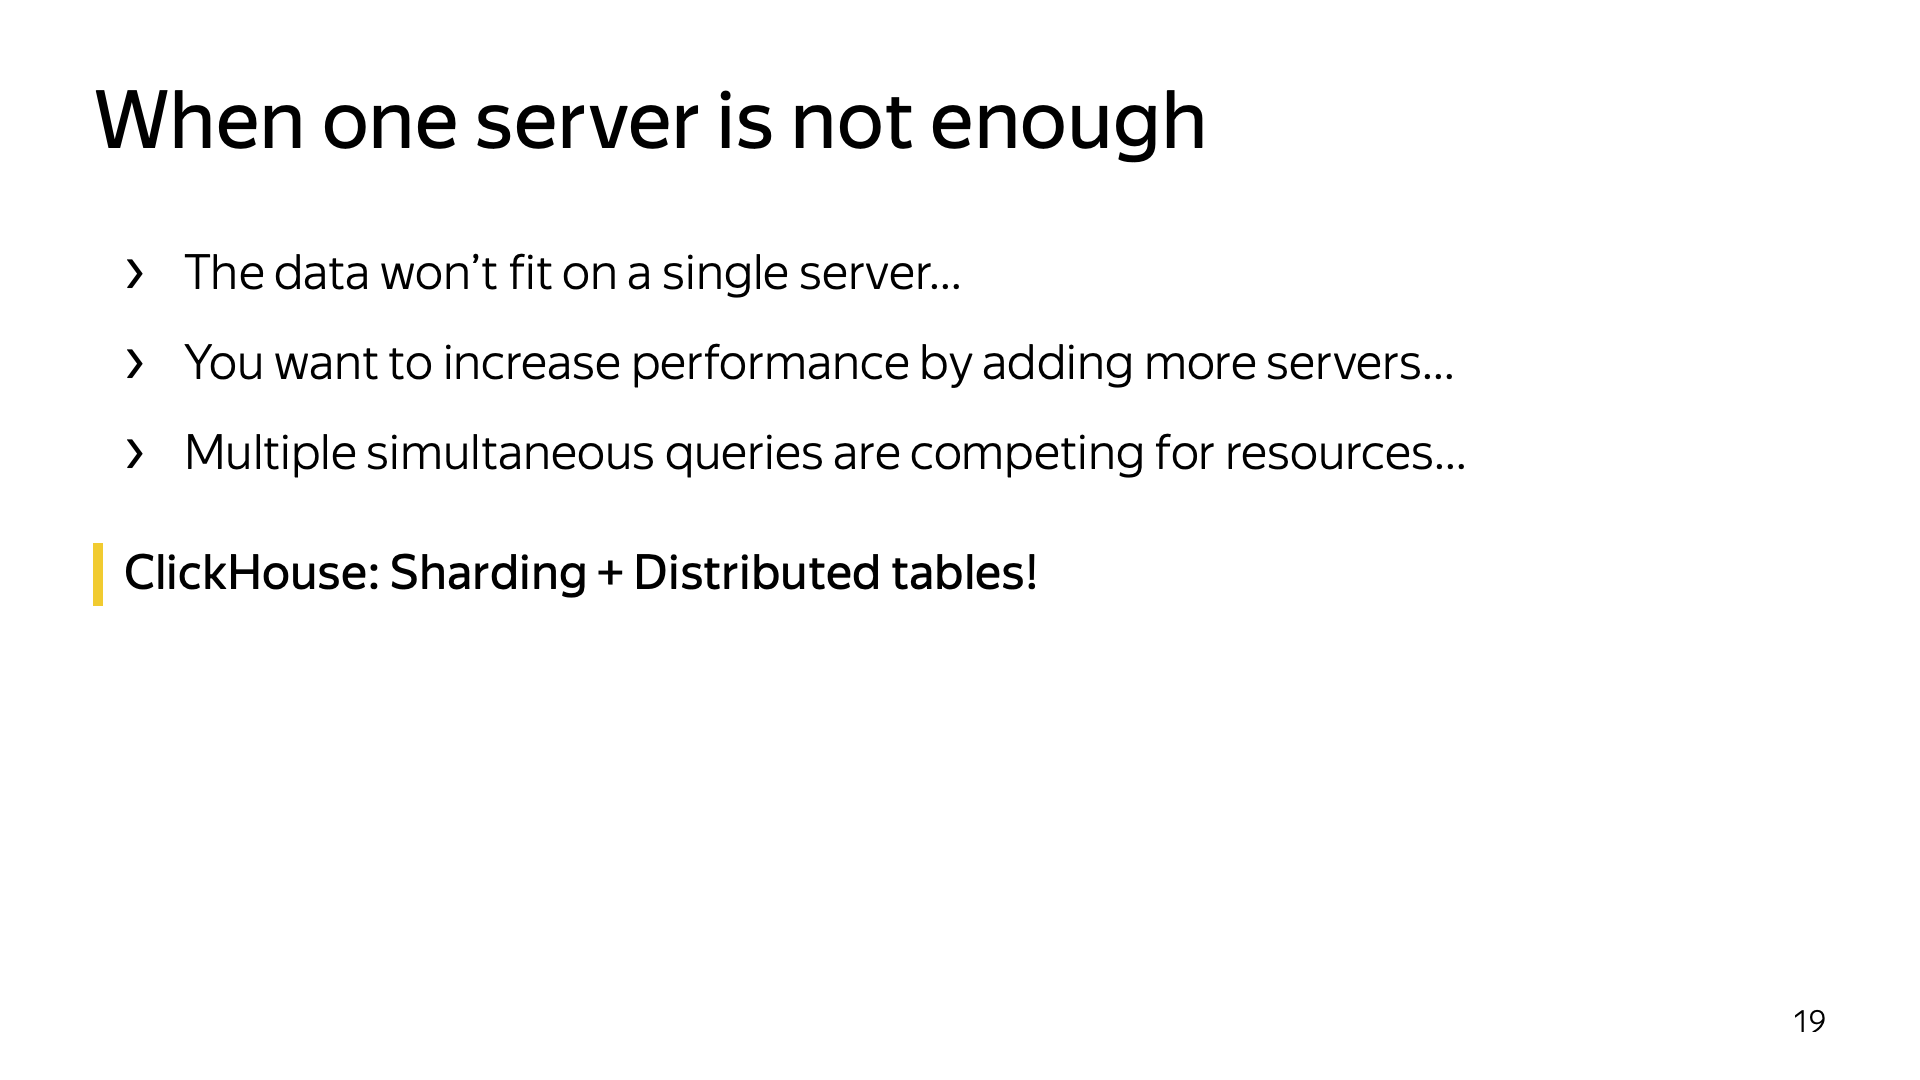 When one server is not enough
› The data won’t fit on a single server...
› You want to increase performance by adding more servers...
› Multiple simultaneous queries are competing for resources...
ClickHouse: Sharding + Distributed tables!
19